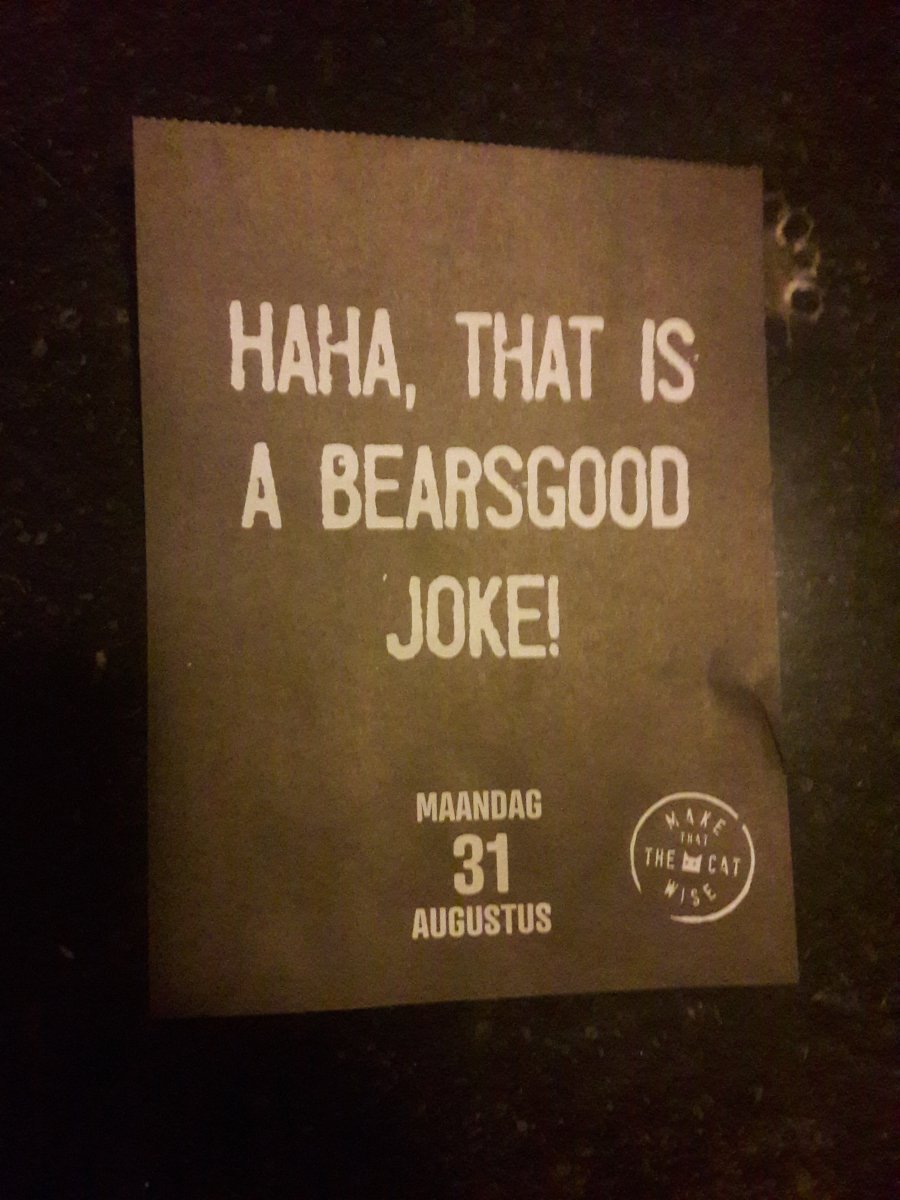 HAHA, THAT IS
A BEARSGOOD
JOKE!
MAANDAG
31
AUGUSTUS
MAKE
THAT
THE CAT
WISE